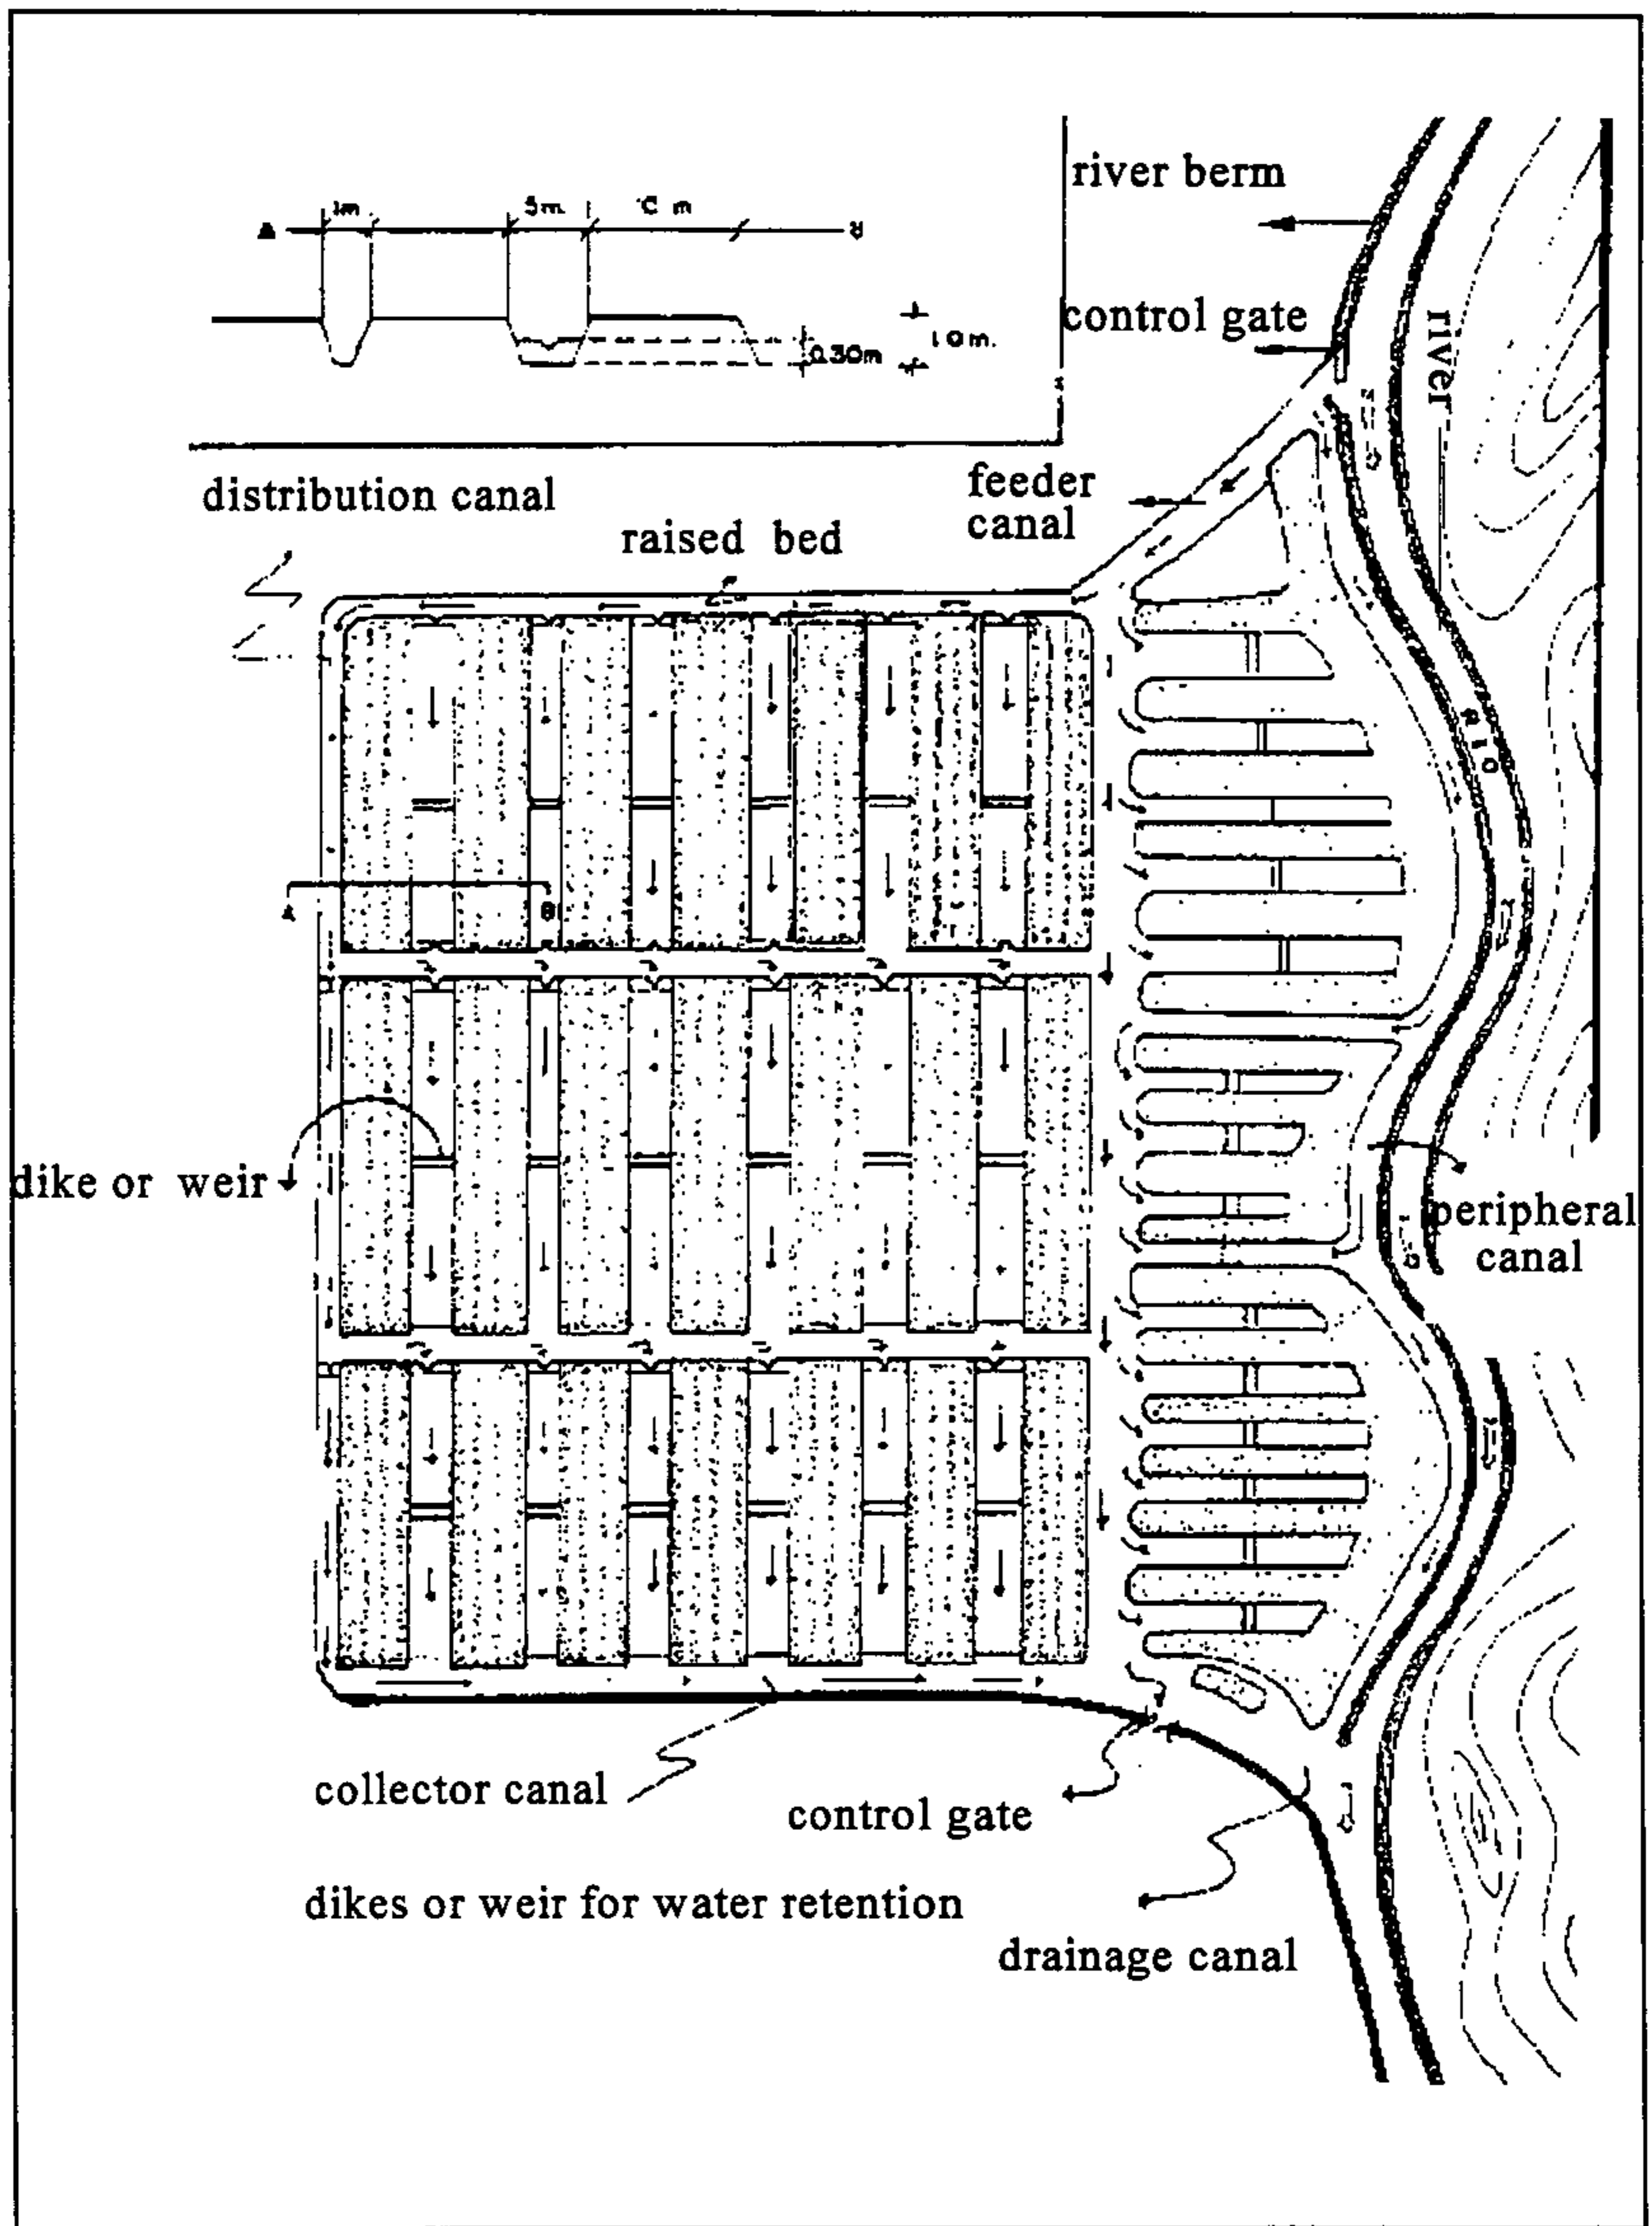 river berm
1m
5m.
A
control gate
1.0m.
0.30m
river
distribution canal
feeder
canal
raised bed
RIO
A
B
dike or weir
peripheral
canal
collector canal
control gate
dikes or weir for water retention
drainage canal